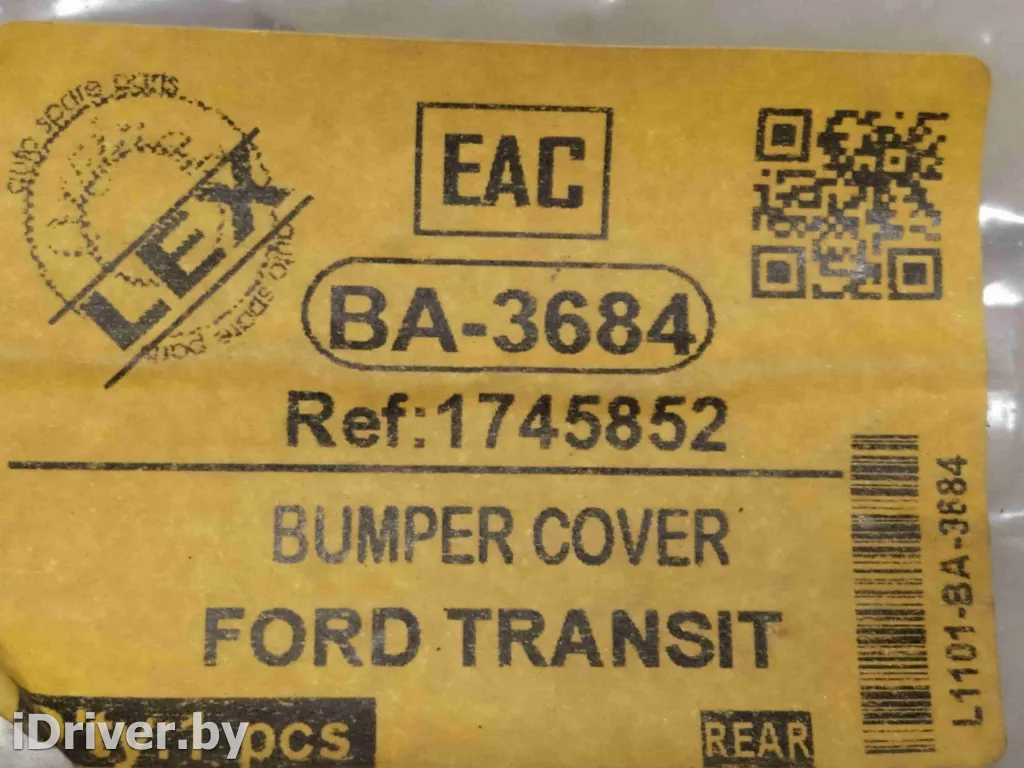 auto spare parts
LEX
auto spare parts
EAC
BA-3684
Ref:1745852
BUMPER COVER
FORD TRANSIT
L1101-BA-3684
pcs
REAR
iDriver.by